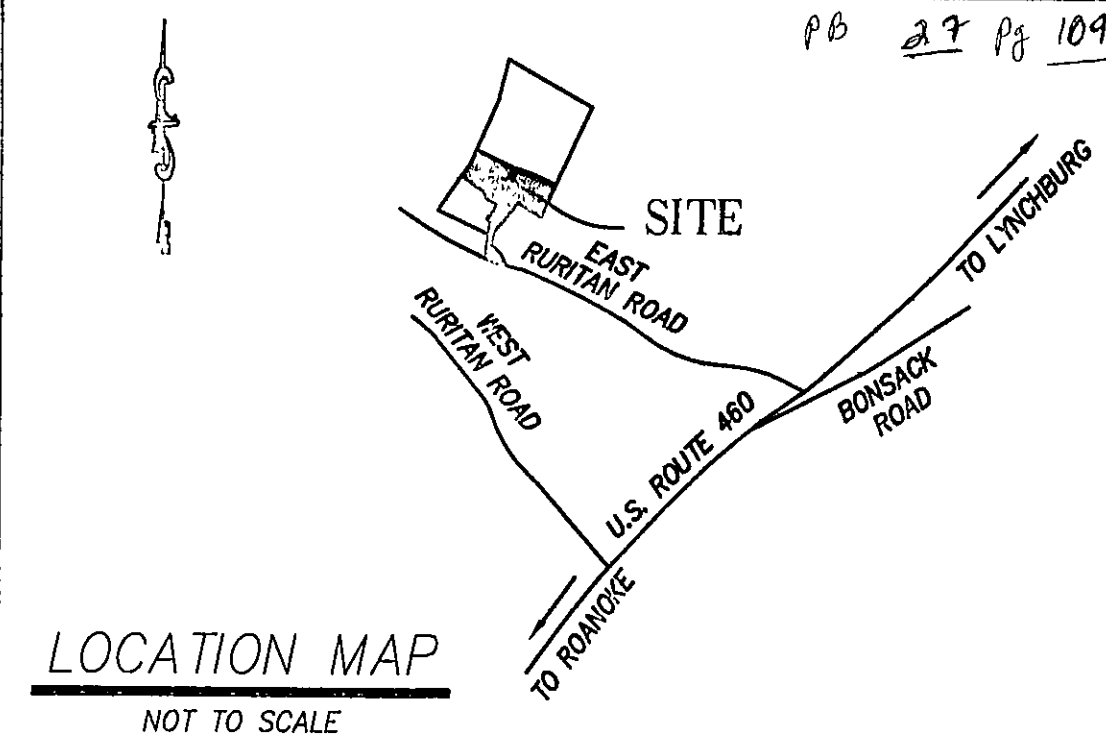 PB 27 Pg 109
SITE
EAST
RURITAN ROAD
WEST
RURITAN ROAD
TO LYNCHBURG
BONSACK
ROAD
U.S. ROUTE 460
TO ROANOKE
LOCATION MAP
NOT TO SCALE